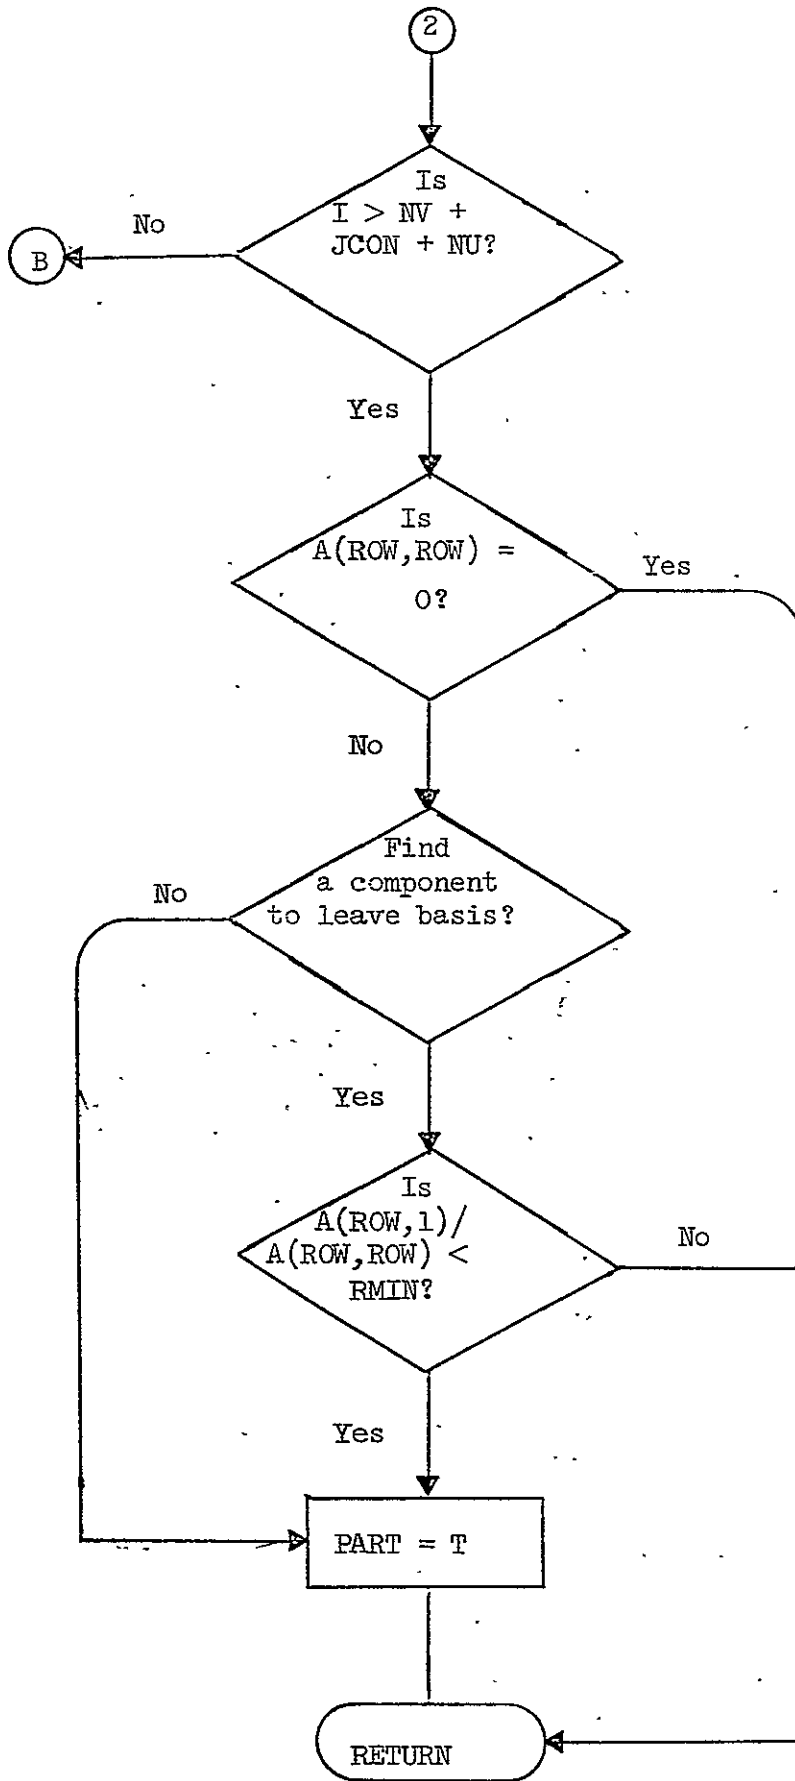 2
Is
I > NV +
JCON + NU?
No
B
Yes
Is
A(ROW,ROW) =
0?
Yes
No
Find
a component
to leave basis?
No
Yes
Is
A(ROW,1)/
A(ROW,ROW) <
RMIN?
No
Yes
PART = T
RETURN